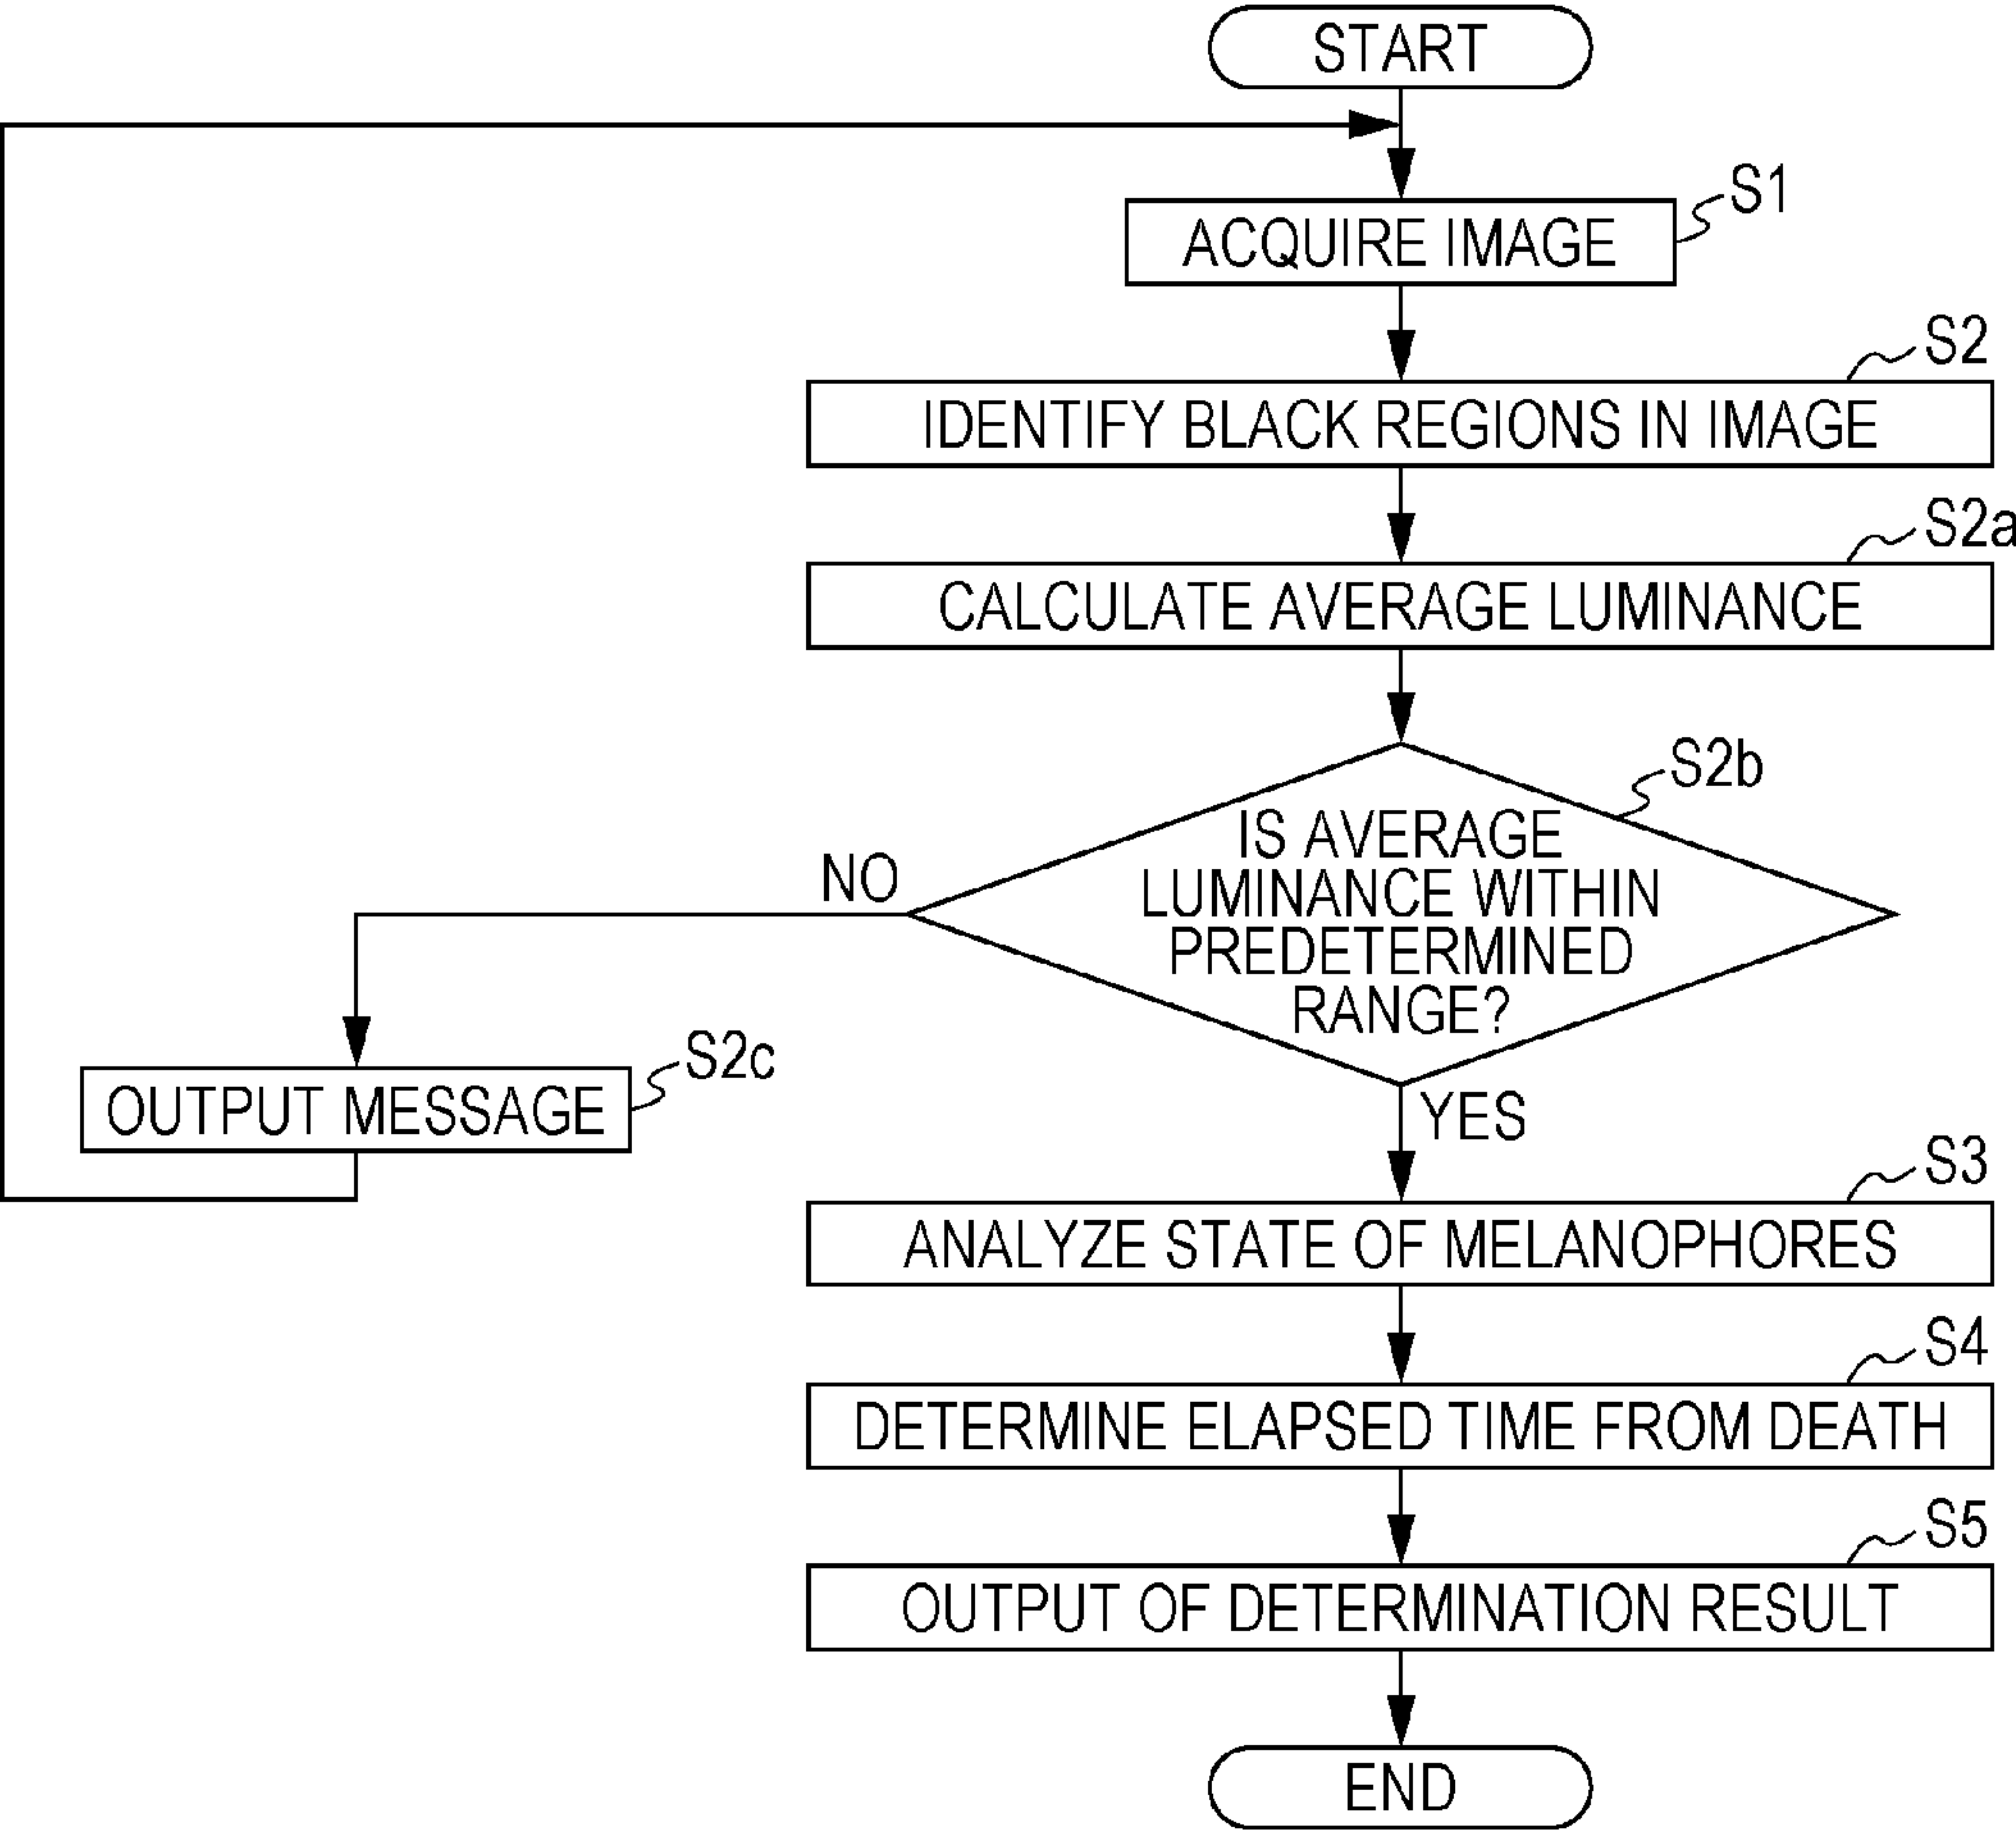 START
S1
ACQUIRE IMAGE
S2
IDENTIFY BLACK REGIONS IN IMAGE
S2a
CALCULATE AVERAGE LUMINANCE
S2b
IS AVERAGE
LUMINANCE WITHIN
PREDETERMINED
RANGE?
NO
S2c
OUTPUT MESSAGE
YES
S3
ANALYZE STATE OF MELANOPHORES
S4
DETERMINE ELAPSED TIME FROM DEATH
S5
OUTPUT OF DETERMINATION RESULT
END